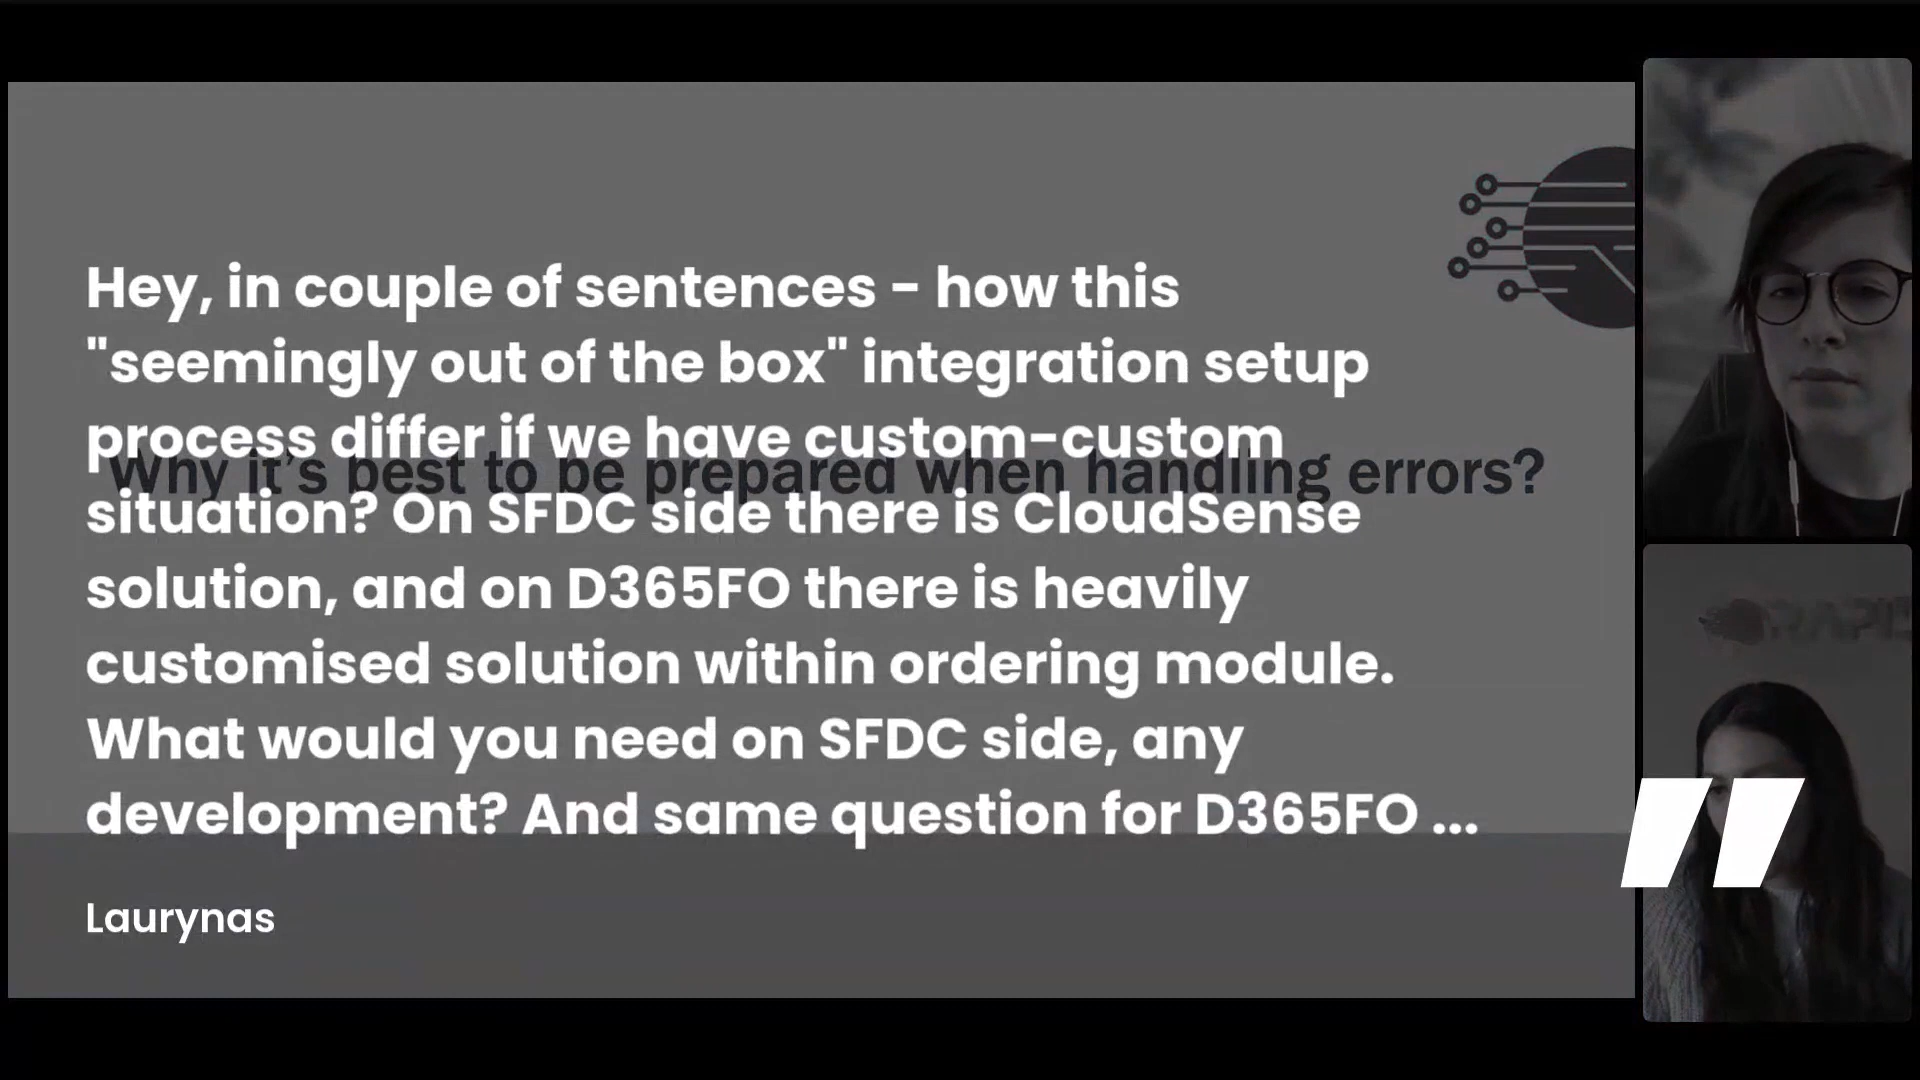 Hey, in couple of sentences - how this
"seemingly out of the box" integration setup
process differ if we have custom-custom
Why it's best to be prepared when handling errors?
situation? On SFDC side there is CloudSense
solution, and on D365FO there is heavily
customised solution within ordering module.
What would you need on SFDC side, any
development? And same question for D365FO ...
Laurynas